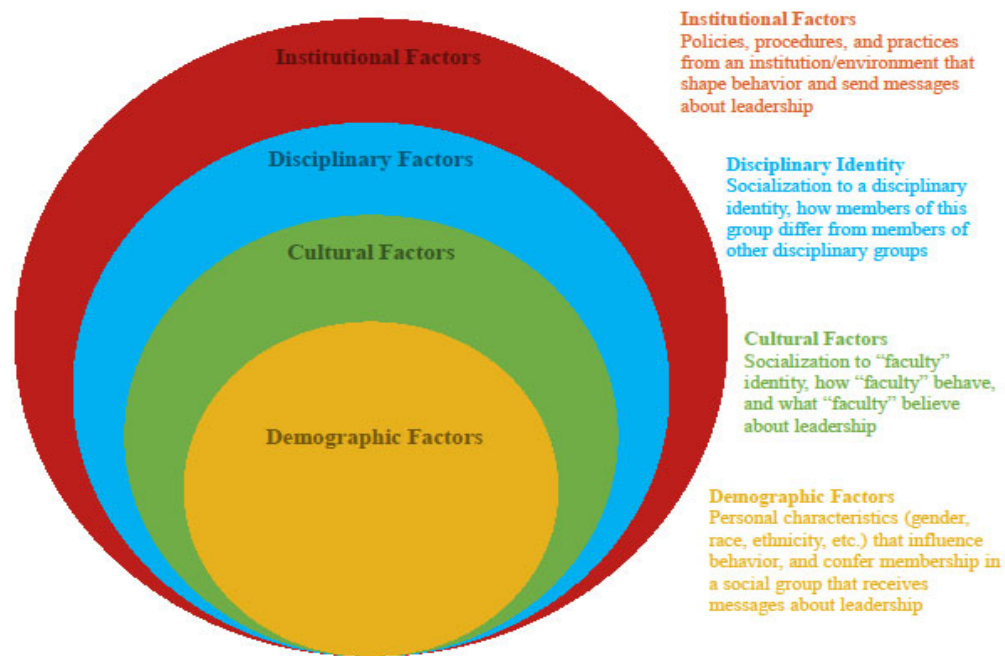 Institutional Factors
Disciplinary Factors
Cultural Factors
Demographic Factors
Institutional Factors
Policies, procedures, and practices
from an institution/environment that
shape behavior and send messages
about leadership
Disciplinary Identity
Socialization to a disciplinary
identity, how members of this
group differ from members of
other disciplinary groups
Cultural Factors
Socialization to “faculty”
identity, how “faculty” behave,
and what “faculty” believe
about leadership
Demographic Factors
Personal characteristics (gender,
race, ethnicity, etc.) that influence
behavior, and confer membership in
a social group that receives
messages about leadership